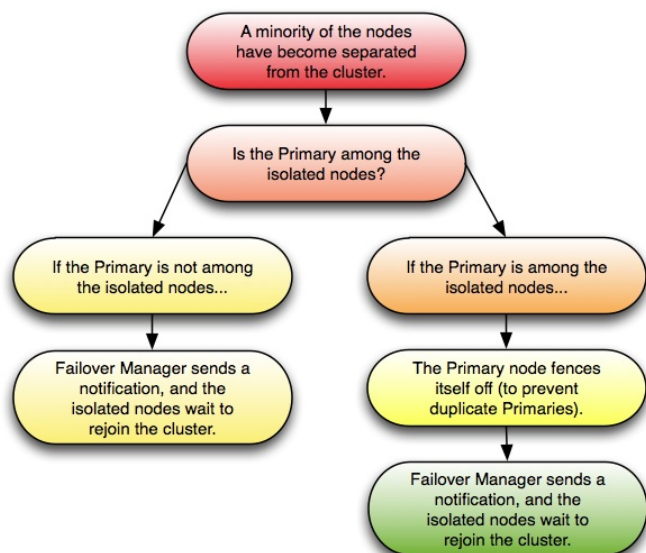 A minority of the nodes
have become separated
from the cluster.
Is the Primary among the
isolated nodes?
If the Primary is not among
the isolated nodes...
If the Primary is among the
isolated nodes...
Failover Manager sends a
notification, and the
isolated nodes wait to
rejoin the cluster.
The Primary node fences
itself off (to prevent
duplicate Primaries).
Failover Manager sends a
notification, and the
isolated nodes wait to
rejoin the cluster.